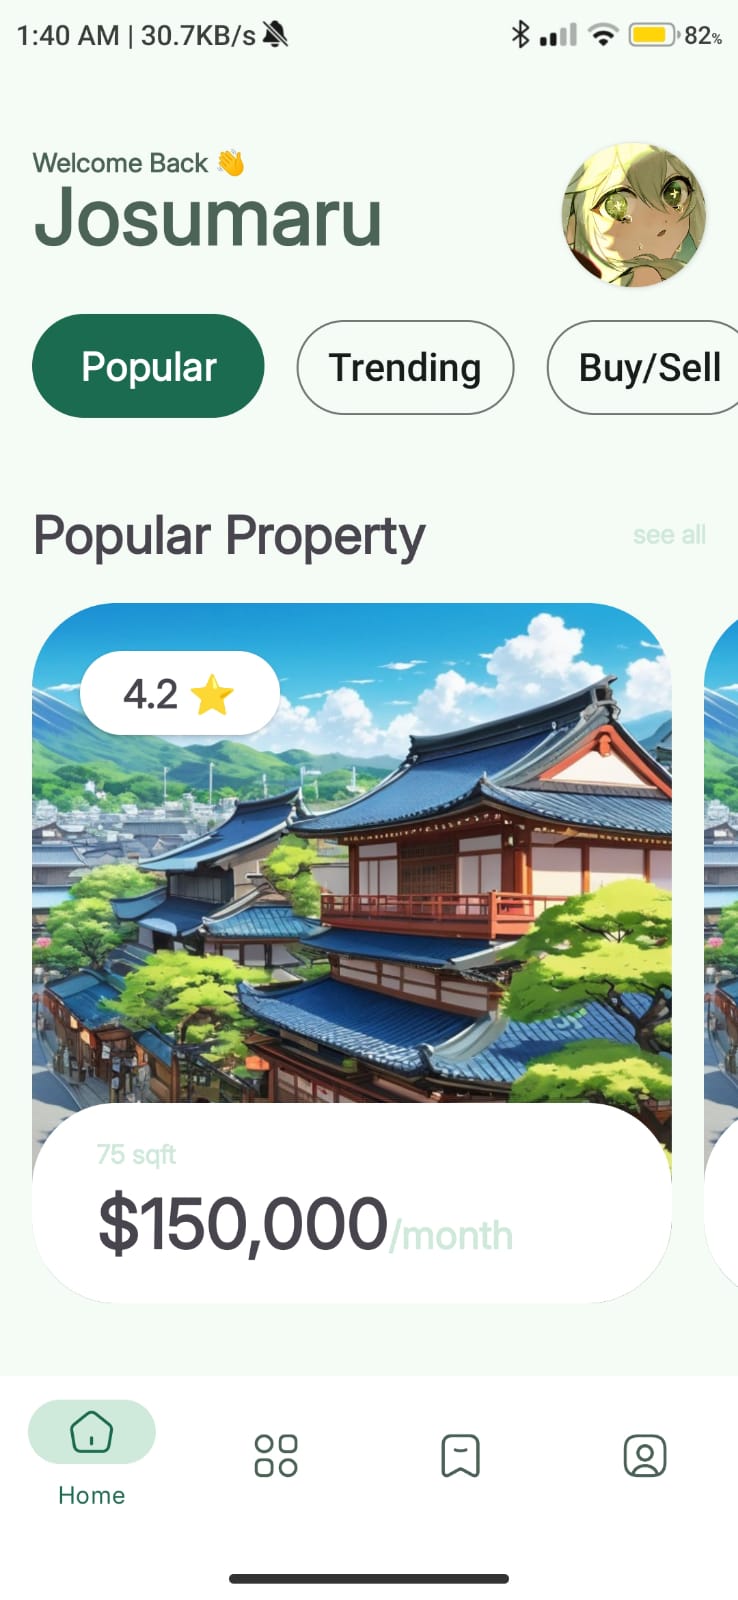 1:40 AM | 30.7KB/s
82%
Welcome Back 👋
Josumaru
Popular
Trending
Buy/Sell
Popular Property
see all
4.2 ⭐
75 sqft
$150,000/month
Home